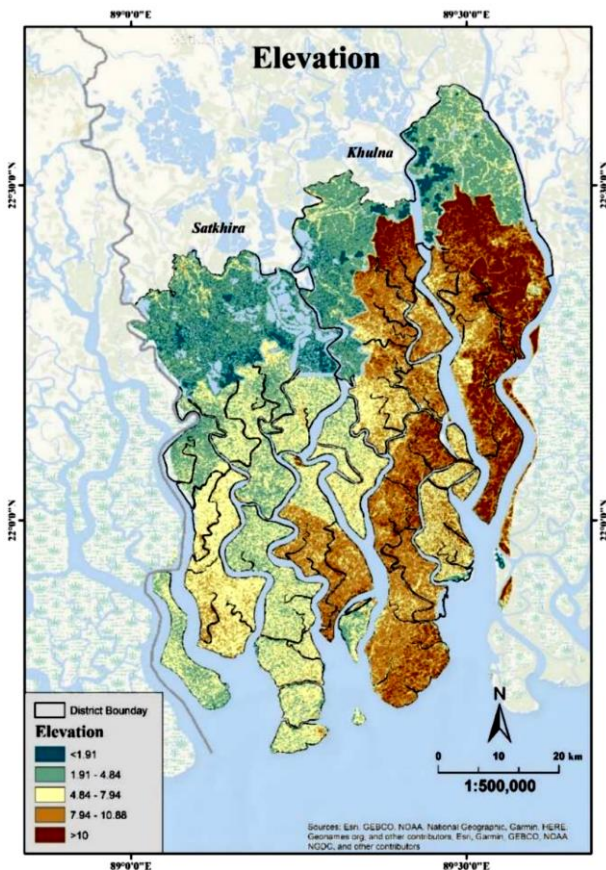 89°0'0"E
89°30'0"E
Elevation
Khulna
Satkhira
22°30'0"N
22°30'0"N
22°0'0"N
22°0'0"N
N
District Boundary
Elevation
<1.91
1.91 - 4.84
4.84 - 7.94
7.94 - 10.88
>10
0
10
20 km
1:500,000
Sources: Esri, GEBCO, NOAA, National Geographic, Garmin, HERE,
Geonames.org, and other contributors, Esri, Garmin, GEBCO, NOAA
NGDC, and other contributors
89°0'0"E
89°30'0"E